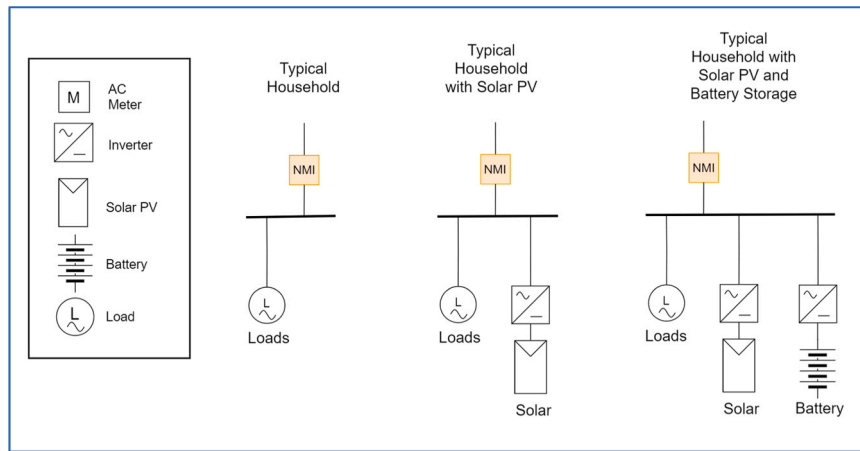 M
AC
Meter
Inverter
Solar PV
Battery
L
Load
Typical
Household
NMI
L
Loads
Typical
Household
with Solar PV
NMI
L
Loads
Solar
Typical
Household with
Solar PV and
Battery Storage
NMI
L
Loads
Solar
Battery